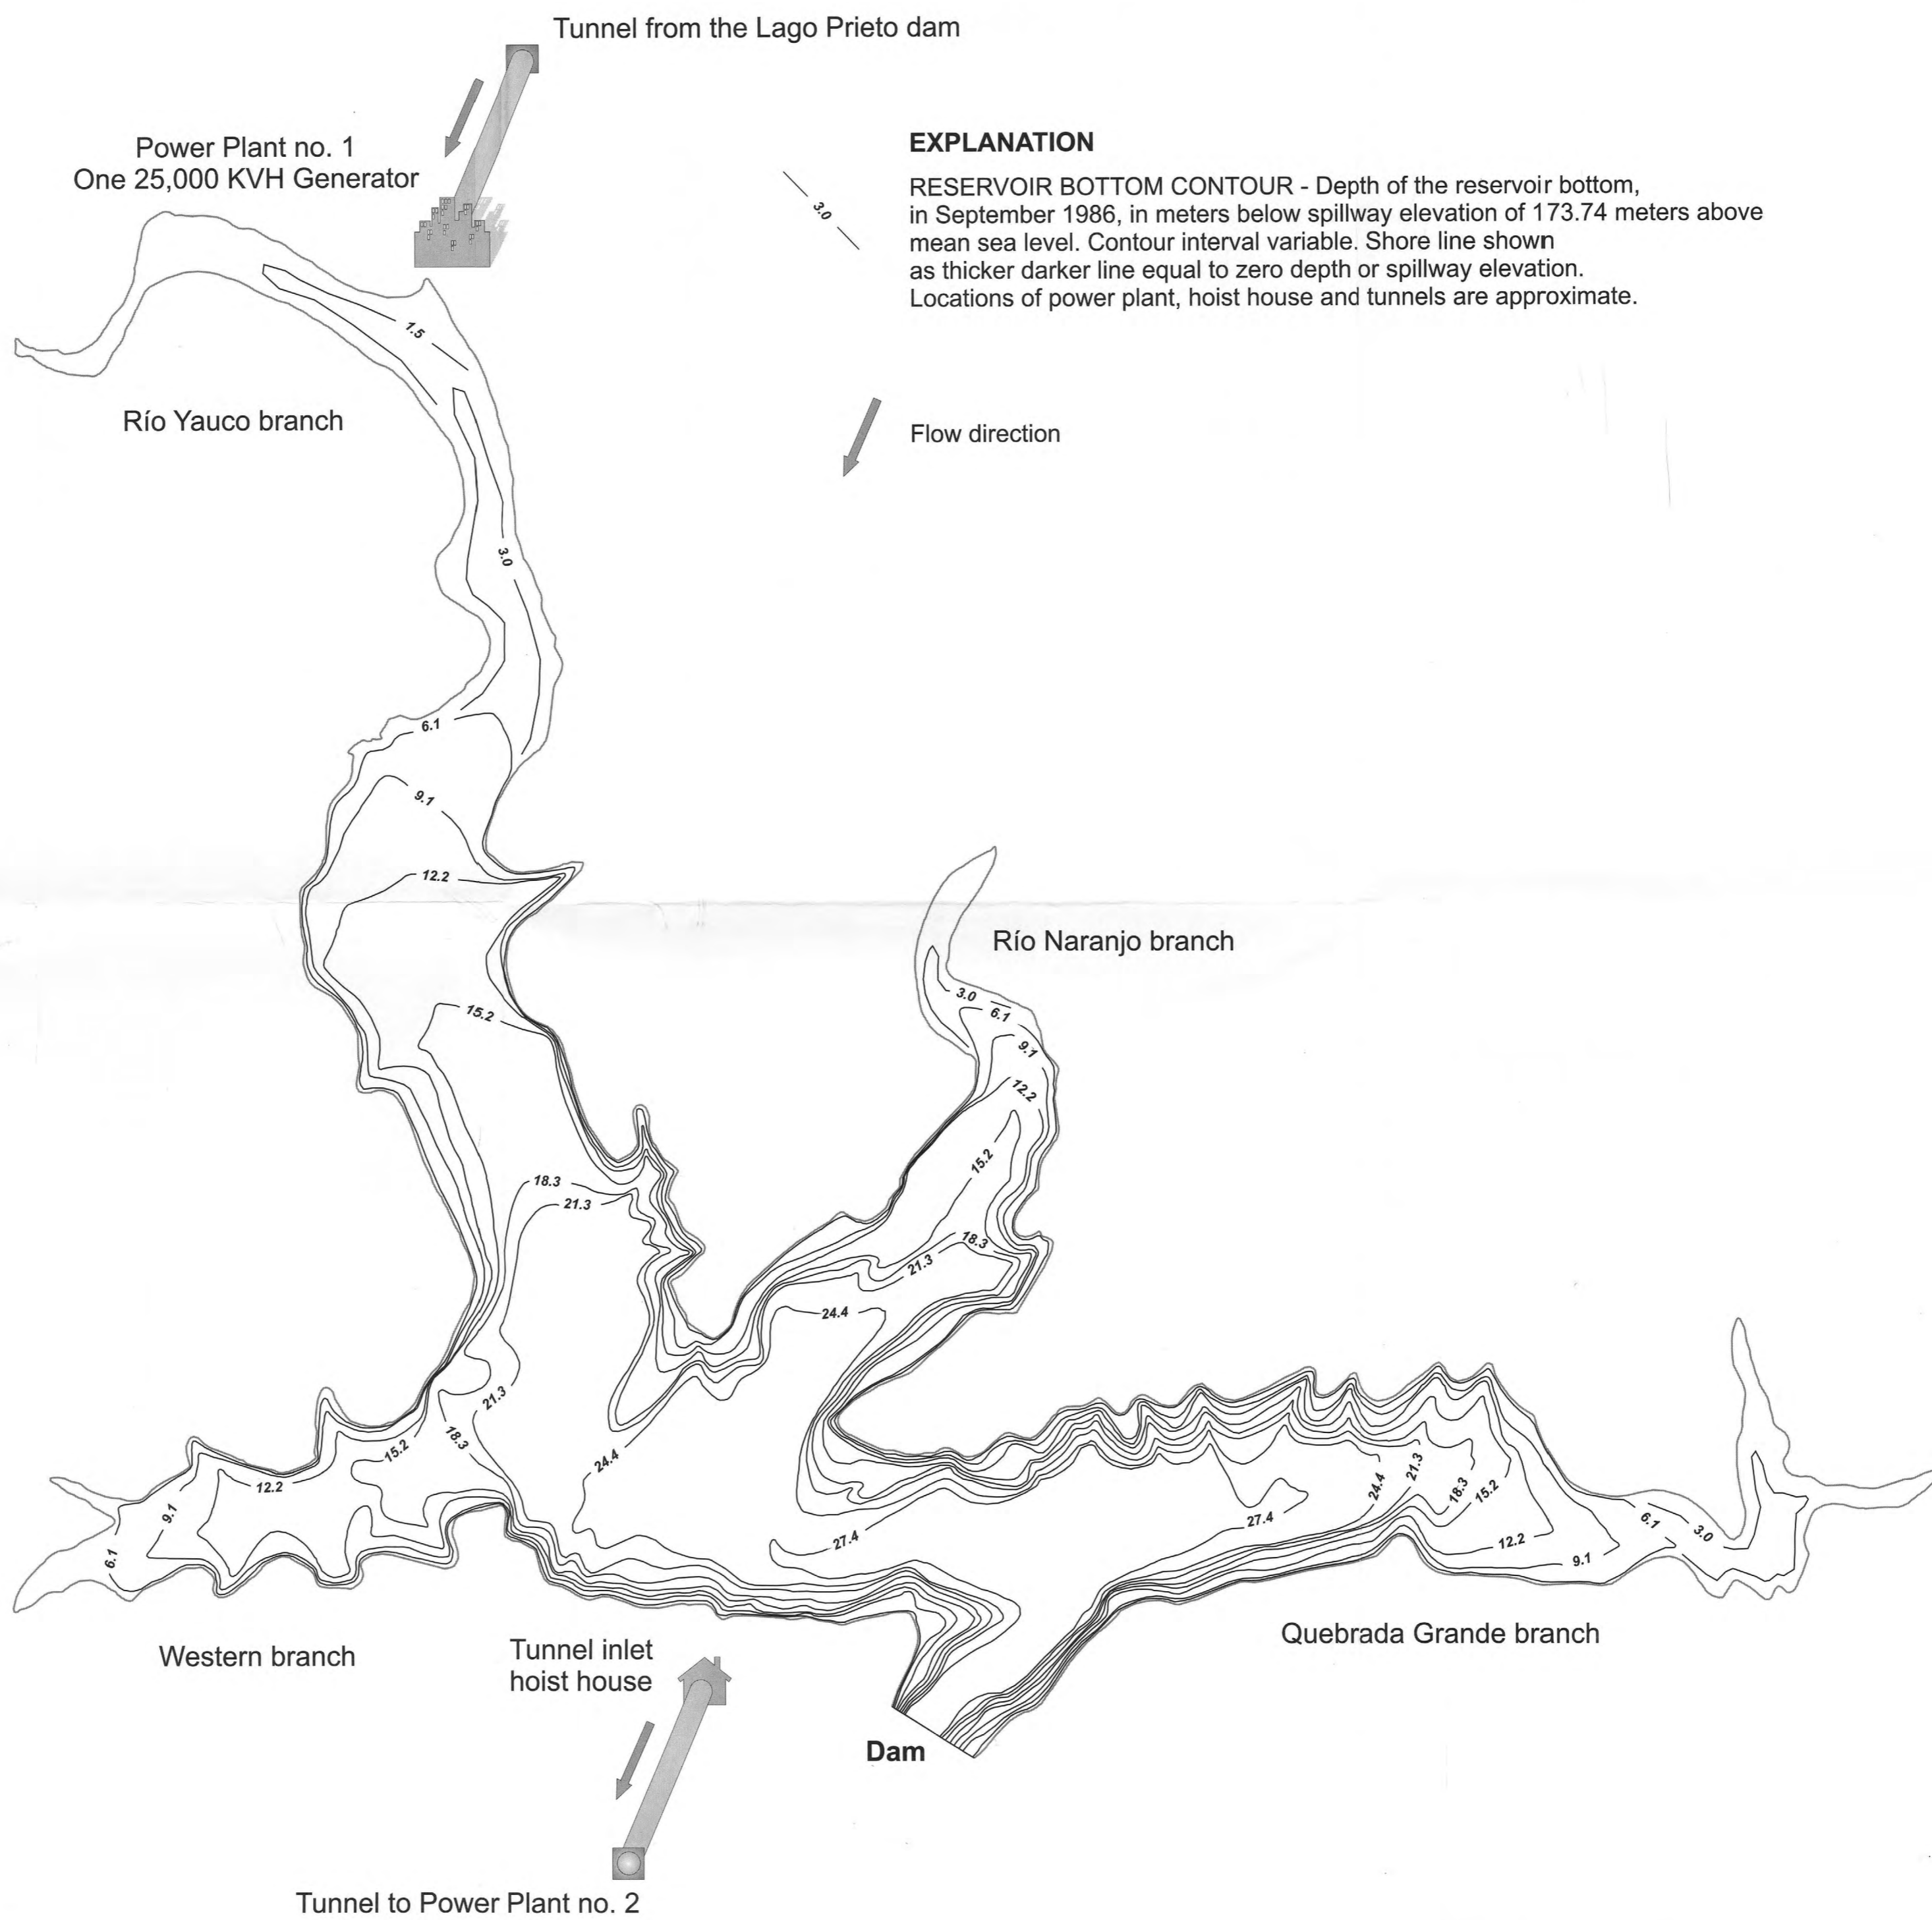 Tunnel from the Lago Prieto dam
Power Plant no. 1
One 25,000 KVH Generator
EXPLANATION
RESERVOIR BOTTOM CONTOUR - Depth of the reservoir bottom,
in September 1986, in meters below spillway elevation of 173.74 meters above
mean sea level. Contour interval variable. Shore line shown
as thicker darker line equal to zero depth or spillway elevation.
Locations of power plant, hoist house and tunnels are approximate.
3.0
Flow direction
1.5
Río Yauco branch
3.0
6.1
9.1
12.2
15.2
18.3
21.3
Río Naranjo branch
3.0
6.1
9.1
12.2
15.2
18.3
21.3
24.4
21.3
18.3
15.2
24.4
12.2
9.1
6.1
27.4
27.4
24.4
21.3
18.3
15.2
12.2
9.1
6.1
3.0
Western branch
Tunnel inlet
hoist house
Quebrada Grande branch
Dam
Tunnel to Power Plant no. 2